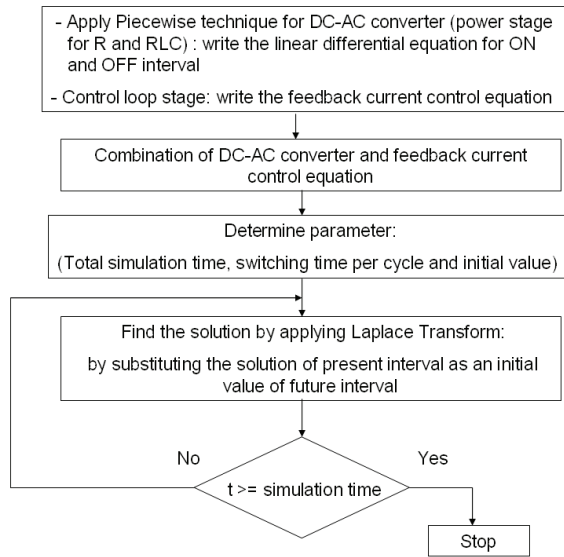 - Apply Piecewise technique for DC-AC converter (power stage
for R and RLC) : write the linear differential equation for ON
and OFF interval
- Control loop stage: write the feedback current control equation
Combination of DC-AC converter and feedback current
control equation
Determine parameter:
(Total simulation time, switching time per cycle and initial value)
Find the solution by applying Laplace Transform:
by substituting the solution of present interval as an initial
value of future interval
No
Yes
t >= simulation time
Stop